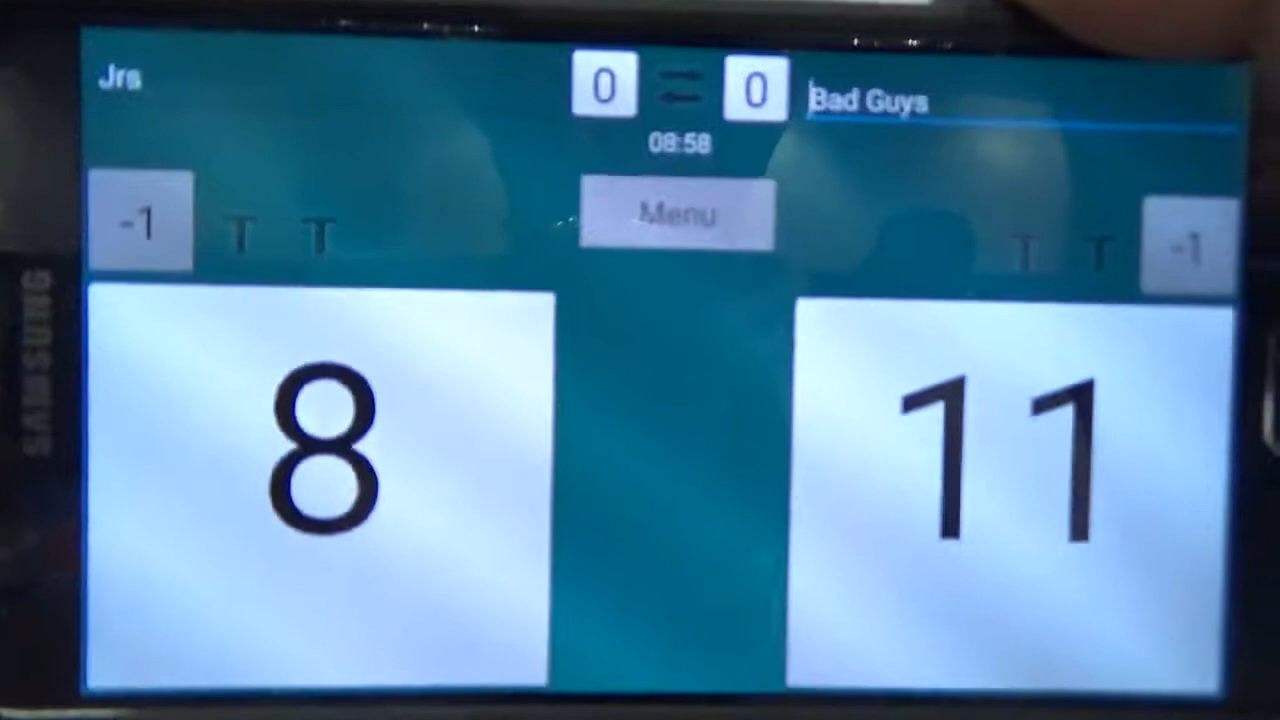 Jrs
0 0
Bad Guys
08:58
Menu
-1 T T
T T -1
8
11
SAMSUNG